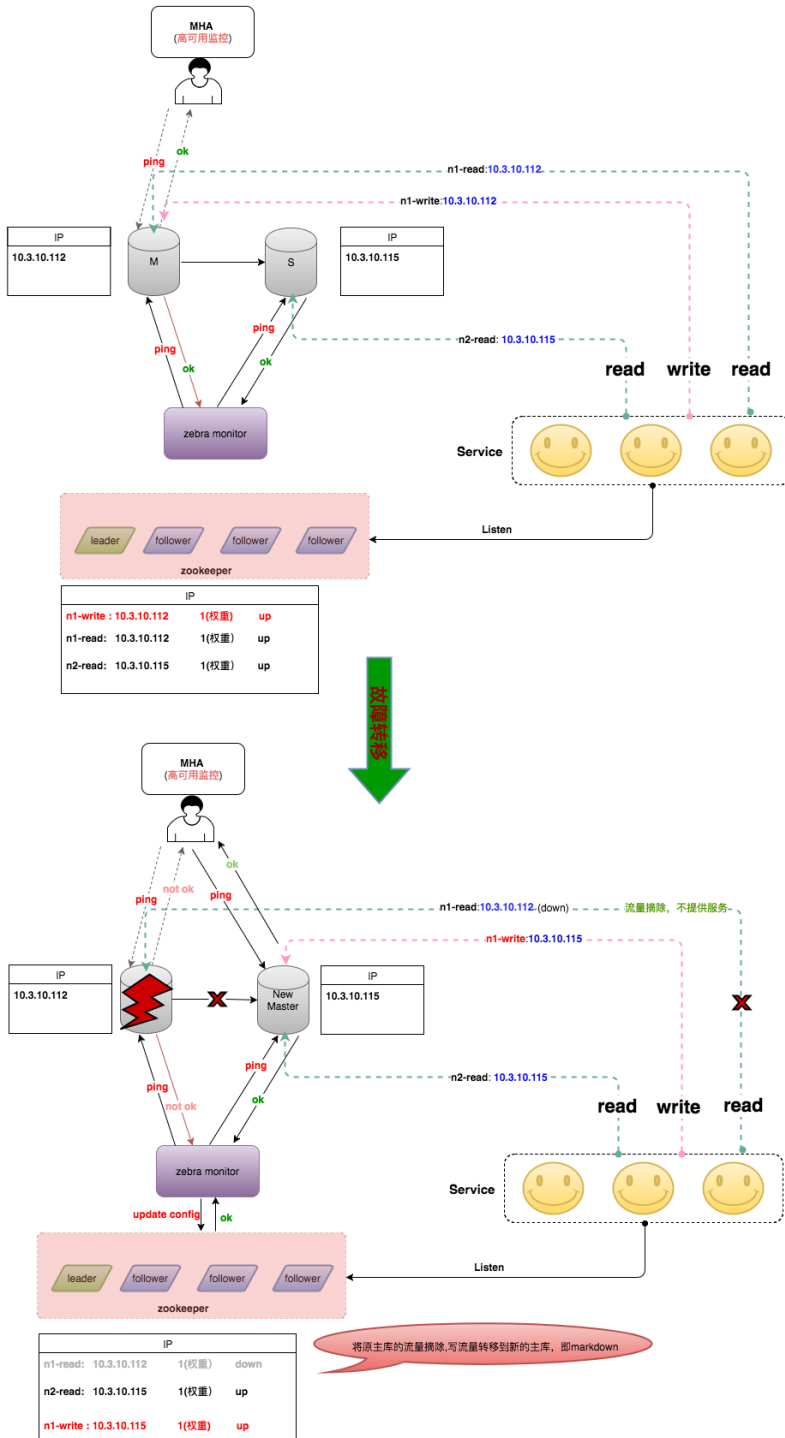 MHA
(高可用监控)
ping
ok
n1-read:10.3.10.112
n1-write:10.3.10.112
IP
10.3.10.112
M
S
IP
10.3.10.115
ping
ok
ping
ok
n2-read: 10.3.10.115
read write read
zebra monitor
Service
Listen
leader follower follower follower
zookeeper
IP
n1-write : 10.3.10.112 1(权重) up
n1-read: 10.3.10.112 1(权重) up
n2-read: 10.3.10.115 1(权重) up
故障转移
MHA
(高可用监控)
ping
not ok
ping
ok
n1-read:10.3.10.112 (down) 流量摘除，不提供服务
n1-write:10.3.10.115
IP
10.3.10.112
New
Master
IP
10.3.10.115
ping
not ok
ping
ok
n2-read: 10.3.10.115
read write read
zebra monitor
Service
update config
ok
Listen
leader follower follower follower
zookeeper
IP
n1-read: 10.3.10.112 1(权重) down
n2-read: 10.3.10.115 1(权重) up
n1-write : 10.3.10.115 1(权重) up
将原主库的流量摘除,写流量转移到新的主库，即markdown